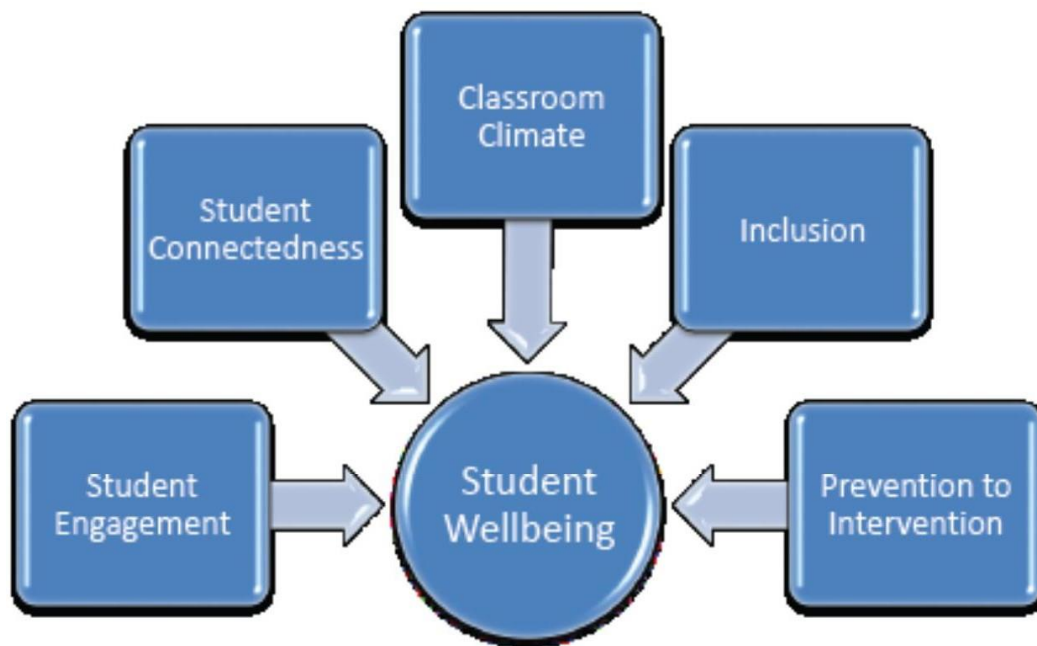 Classroom
Climate
Student
Connectedness
Inclusion
Student
Engagement
Student
Wellbeing
Prevention to
Intervention